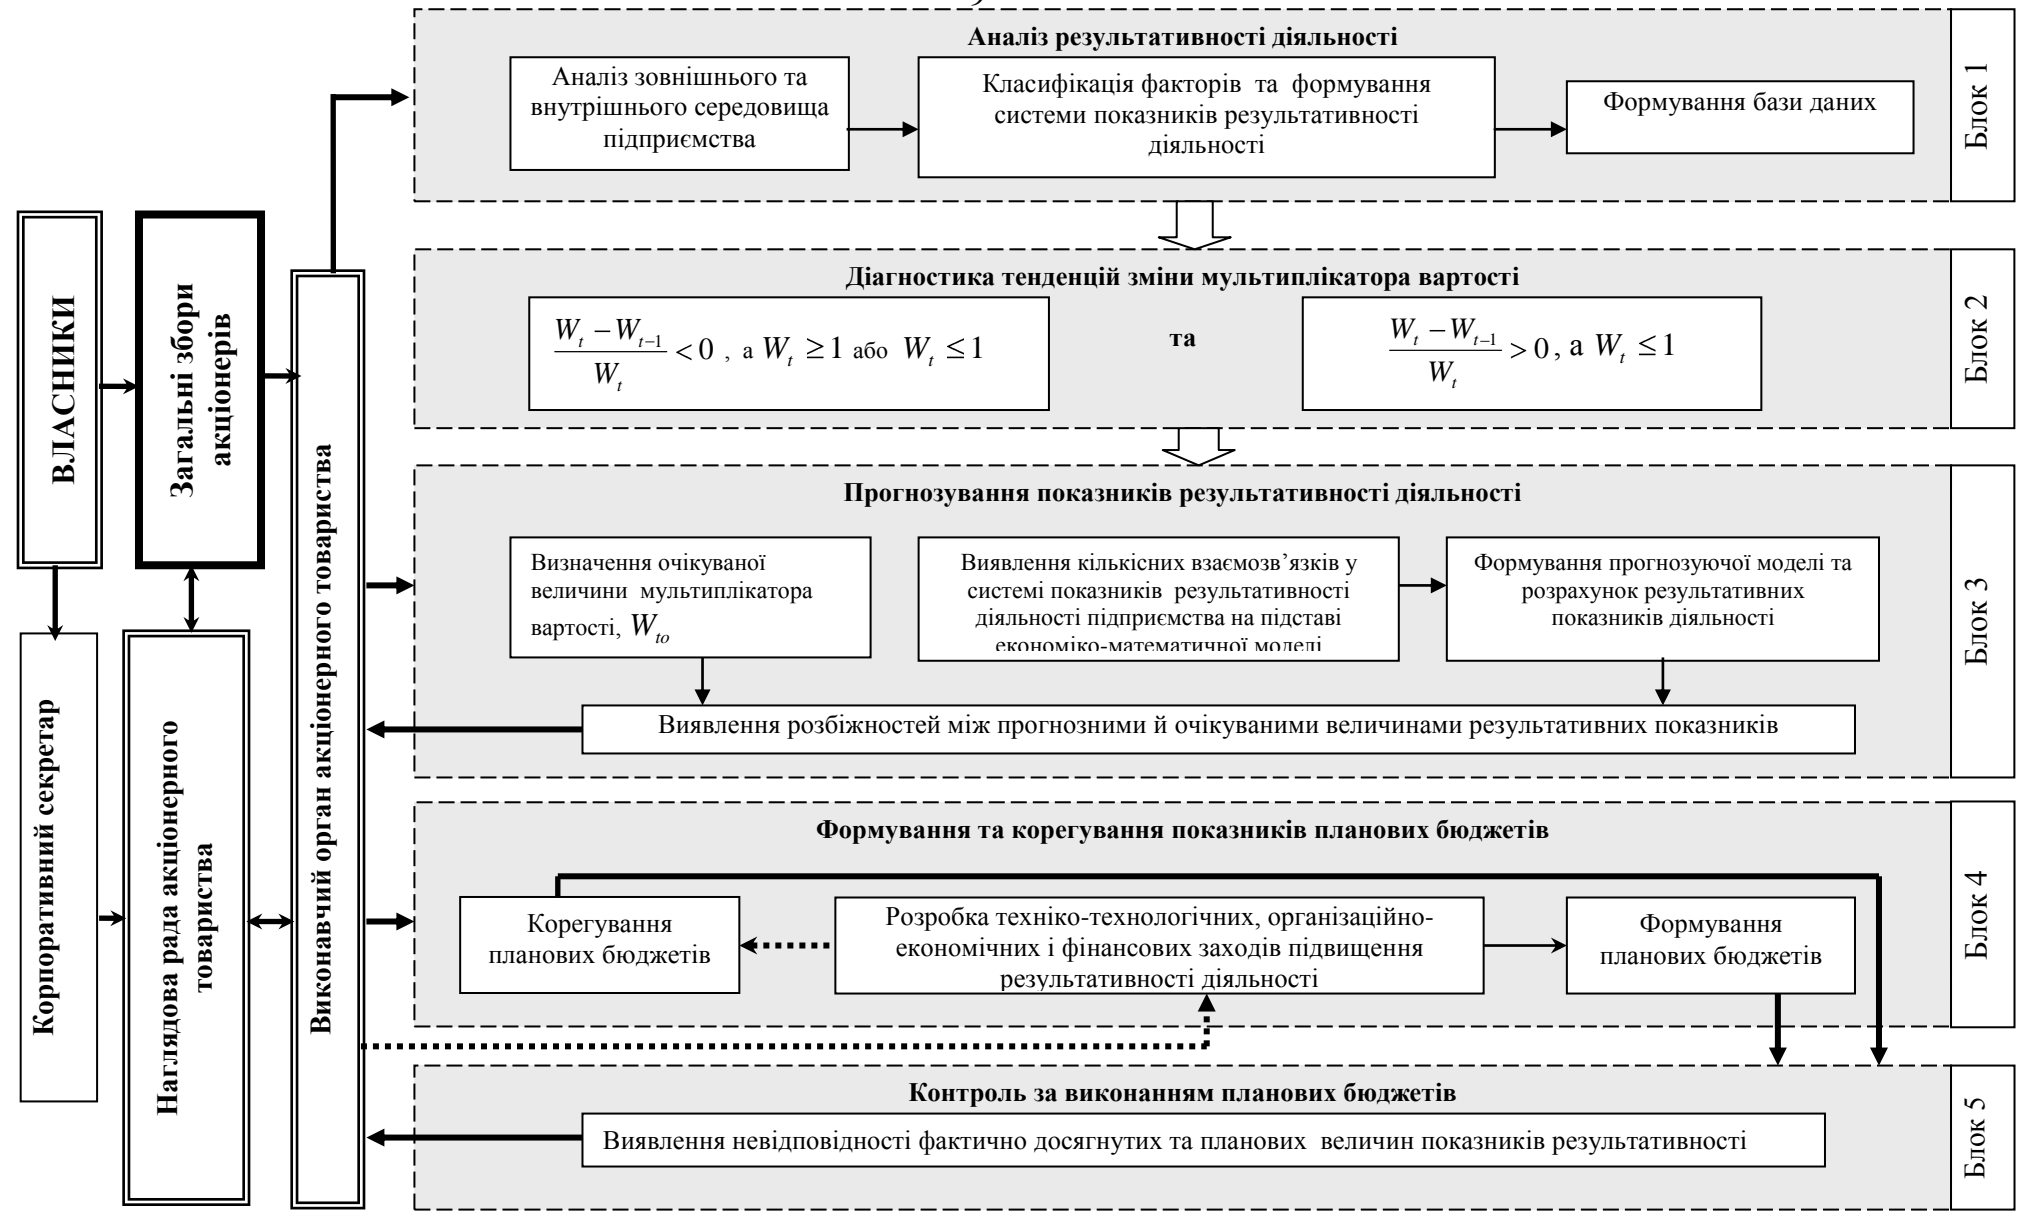 Аналіз результативності діяльності
Аналіз зовнішнього та
внутрішнього середовища
підприємства
Класифікація факторів та формування
системи показників результативності
діяльності
Формування бази даних
Блок 1
ВЛАСНИКИ
Загальні збори
акціонерів
Виконавчий орган акціонерного товариства
Корпоративний секретар
Наглядова рада акціонерного
товариства
Діагностика тенденцій зміни мультиплікатора вартості
(W_t − W_{t−1}) / W_t < 0 , а W_t ≥ 1 або W_t ≤ 1
та
(W_t − W_{t−1}) / W_t > 0, а W_t ≤ 1
Блок 2
Прогнозування показників результативності діяльності
Визначення очікуваної
величини мультиплікатора
вартості, W_{to}
Виявлення кількісних взаємозв’язків у
системі показників результативності
діяльності підприємства на підставі
економіко-математичної моделі
Формування прогнозуючої моделі та
розрахунок результативних
показників діяльності
Виявлення розбіжностей між прогнозними й очікуваними величинами результативних показників
Блок 3
Формування та корегування показників планових бюджетів
Корегування
планових бюджетів
Розробка техніко-технологічних, організаційно-
економічних і фінансових заходів підвищення
результативності діяльності
Формування
планових бюджетів
Блок 4
Контроль за виконанням планових бюджетів
Виявлення невідповідності фактично досягнутих та планових величин показників результативності
Блок 5